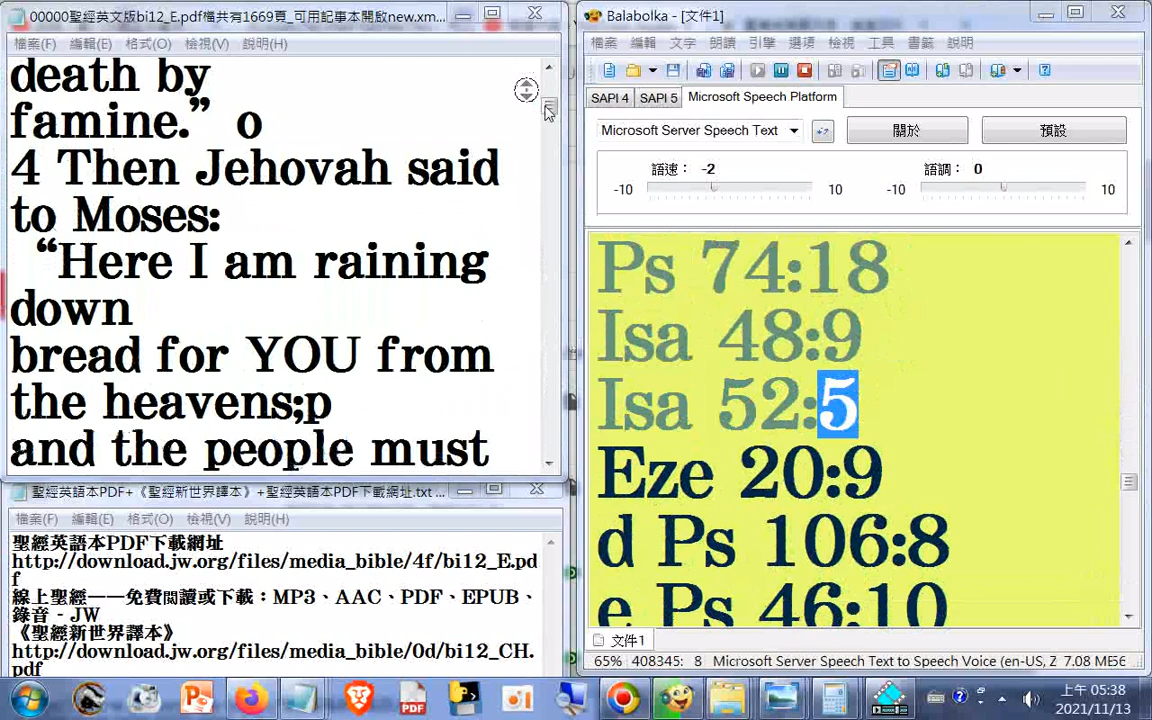 00000聖經英文版bi12_E.pdf檔共有1669頁_可用記事本開啟new.xm...
檔案(F) 編輯(E) 格式(O) 檢視(V) 說明(H)
death by
famine.” o
4 Then Jehovah said
to Moses:
“Here I am raining
down
bread for YOU from
the heavens;p
and the people must
聖經英語本PDF+《聖經新世界譯本》+聖經英語本PDF下載網址.txt ...
檔案(F) 編輯(E) 格式(O) 檢視(V) 說明(H)
聖經英語本PDF下載網址
http://download.jw.org/files/media_bible/4f/bi12_E.pd
f
線上聖經──免費閱讀或下載：MP3、AAC、PDF、EPUB、
錄音 - JW
《聖經新世界譯本》
http://download.jw.org/files/media_bible/0d/bi12_CH.
pdf
Balabolka - [文件1]
檔案 編輯 文字 朗讀 引擎 選項 檢視 工具 書籤 說明
SAPI 4 SAPI 5 Microsoft Speech Platform
Microsoft Server Speech Text 關於 預設
語速： -2 語調： 0
-10 10 -10 10
Ps 74:18
Isa 48:9
Isa 52:5
Eze 20:9
d Ps 106:8
e Ps 46:10
文件1
65% 408345: 8 Microsoft Server Speech Text to Speech Voice (en-US, Z 7.08 ME56
PDF
上午 05:38
2021/11/13